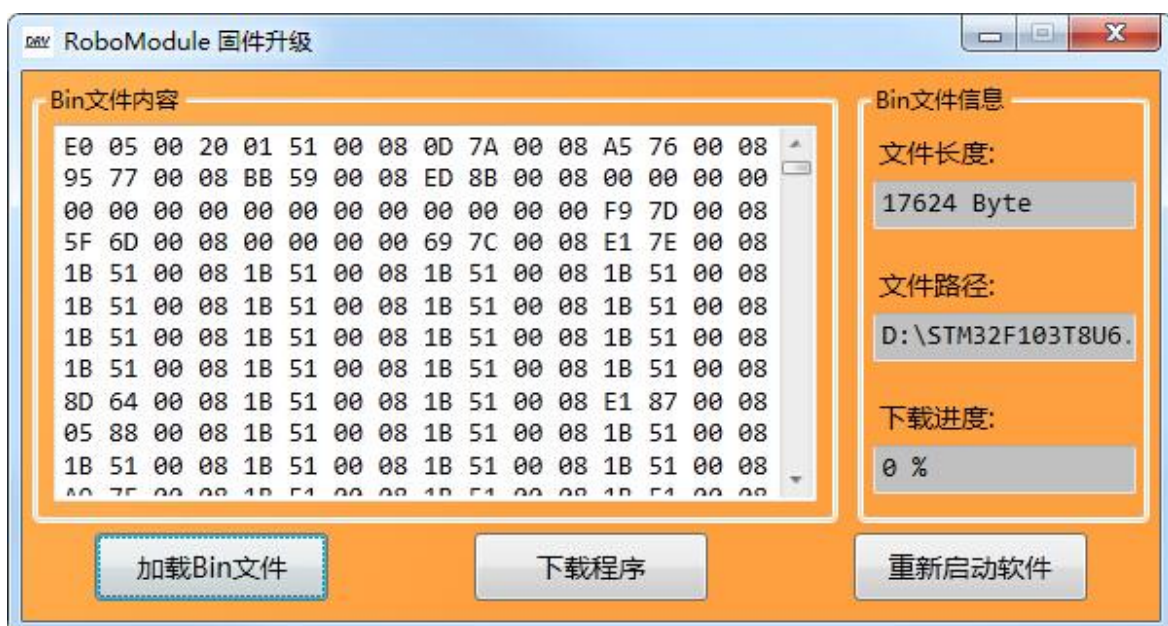 DRV RoboModule 固件升级
Bin文件内容
E0 05 00 20 01 51 00 08 0D 7A 00 08 A5 76 00 08
95 77 00 08 BB 59 00 08 ED 8B 00 08 00 00 00 00
00 00 00 00 00 00 00 00 00 00 00 00 F9 7D 00 08
5F 6D 00 08 00 00 00 00 69 7C 00 08 E1 7E 00 08
1B 51 00 08 1B 51 00 08 1B 51 00 08 1B 51 00 08
1B 51 00 08 1B 51 00 08 1B 51 00 08 1B 51 00 08
1B 51 00 08 1B 51 00 08 1B 51 00 08 1B 51 00 08
1B 51 00 08 1B 51 00 08 1B 51 00 08 1B 51 00 08
8D 64 00 08 1B 51 00 08 1B 51 00 08 E1 87 00 08
05 88 00 08 1B 51 00 08 1B 51 00 08 1B 51 00 08
1B 51 00 08 1B 51 00 08 1B 51 00 08 1B 51 00 08
Bin文件信息
文件长度:
17624 Byte
文件路径:
D:\STM32F103T8U6.
下载进度:
0 %
加载Bin文件
下载程序
重新启动软件